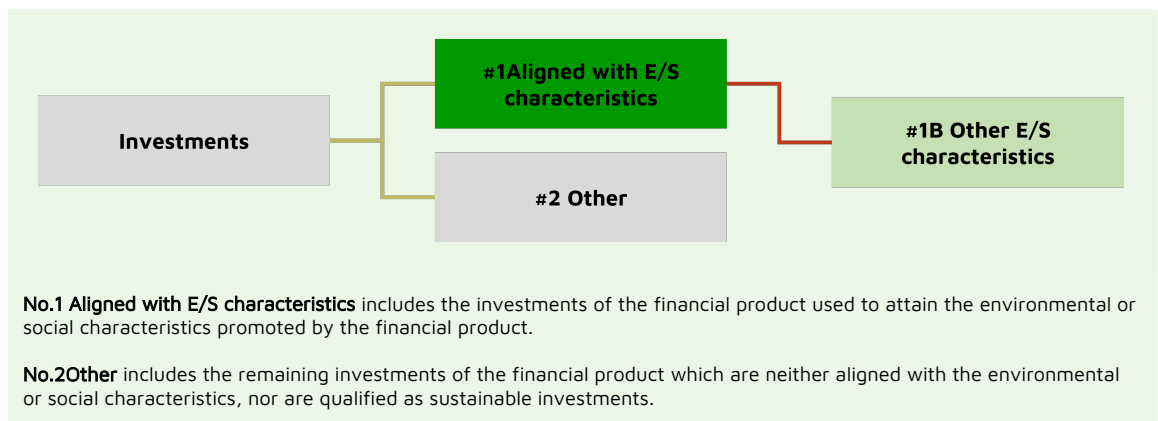 #1Aligned with E/S
characteristics
Investments
#1B Other E/S
characteristics
#2 Other
No.1 Aligned with E/S characteristics includes the investments of the financial product used to attain the environmental or
social characteristics promoted by the financial product.
No.2Other includes the remaining investments of the financial product which are neither aligned with the environmental
or social characteristics, nor are qualified as sustainable investments.